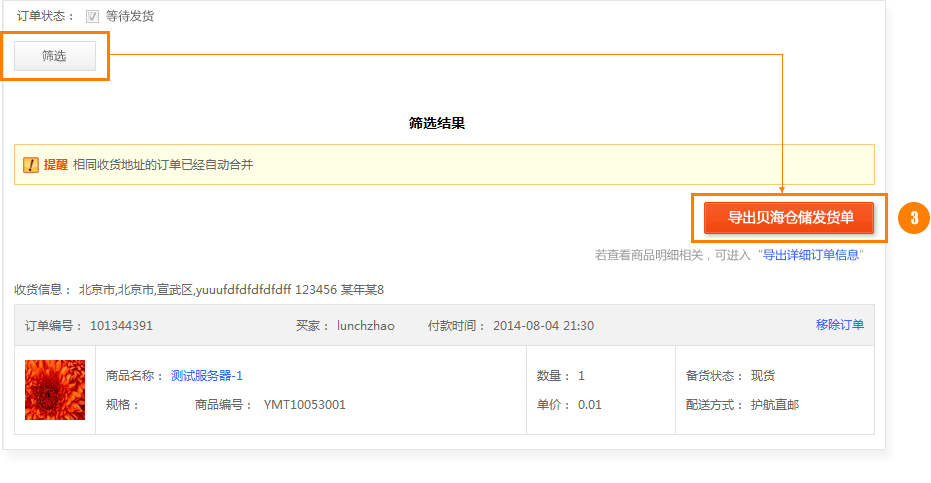 订单状态： 等待发货
筛选
筛选结果
提醒 相同收货地址的订单已经自动合并
导出贝海仓储发货单
3
若查看商品明细相关，可进入 “导出详细订单信息”
收货信息： 北京市,北京市,宣武区,yuuufdfdfdfdfdff 123456 某年某8
订单编号： 101344391 买家： lunchzhao 付款时间： 2014-08-04 21:30 移除订单
商品名称： 测试服务器-1 数量： 1 备货状态： 现货
规格： 商品编号： YMT10053001 单价： 0.01 配送方式： 护航直邮